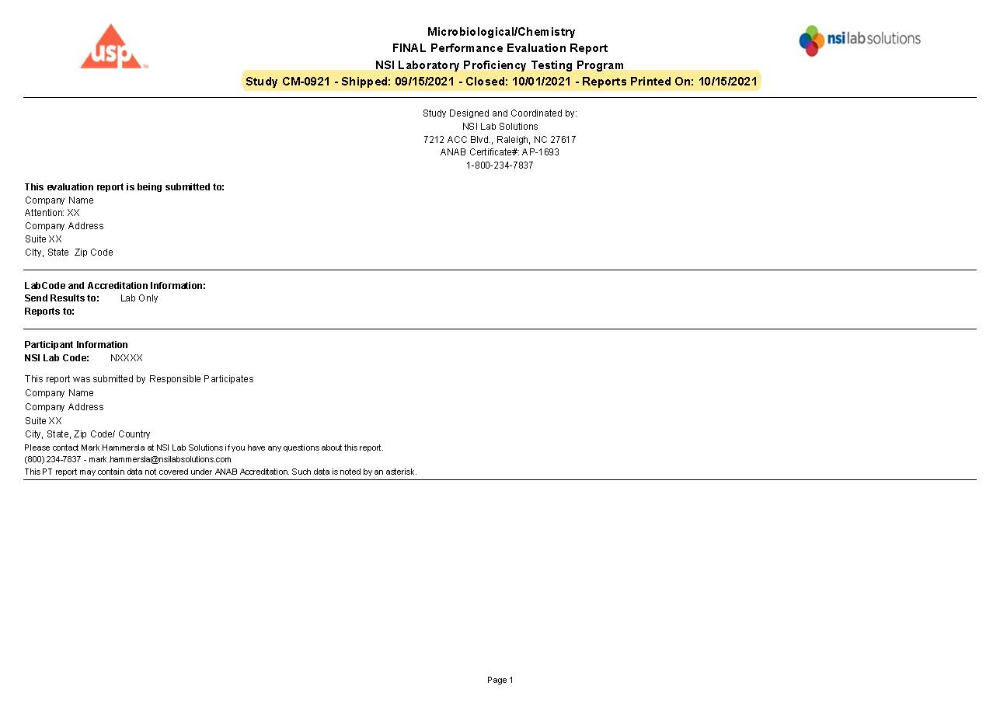 usp TM
Microbiological/Chemistry
FINAL Performance Evaluation Report
NSI Laboratory Proficiency Testing Program
Study CM-0921 - Shipped: 09/15/2021 - Closed: 10/01/2021 - Reports Printed On: 10/15/2021
nsilabsolutions
Study Designed and Coordinated by:
NSI Lab Solutions
7212 ACC Blvd., Raleigh, NC 27617
ANAB Certificate#: AP-1693
1-800-234-7837
This evaluation report is being submitted to:
Company Name
Attention: XX
Company Address
Suite XX
CIty, State  Zip Code
LabCode and Accreditation Information:
Send Results to: Lab Only
Reports to:
Participant Information
NSI Lab Code: NXXXX
This report was submitted by Responsible Participates
Company Name
Company Address
Suite XX
City, State, Zip Code/ Country
Please contact Mark Hammersla at NSI Lab Solutions if you have any questions about this report.
(800) 234-7837 - mark.hammersla@nsilabsolutions.com
This PT report may contain data not covered under ANAB Accreditation. Such data is noted by an asterisk.
Page 1